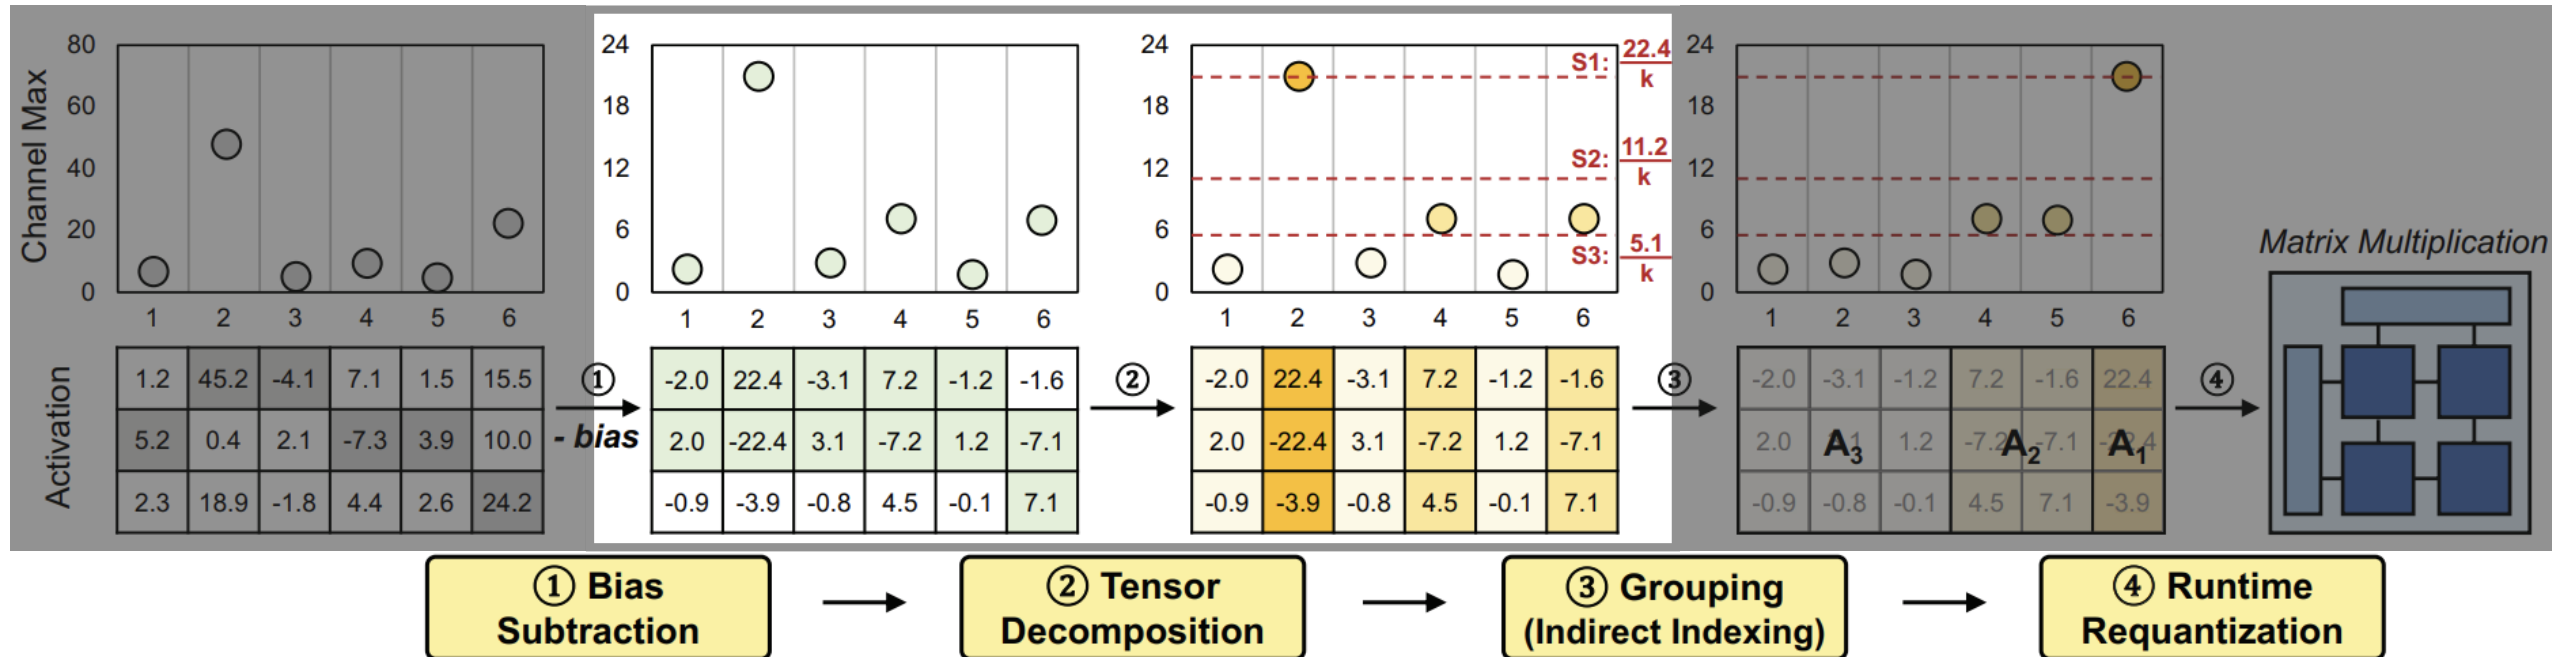 Channel Max
80
60
40
20
0
1 2 3 4 5 6
24
18
12
6
0
1 2 3 4 5 6
24
18
12
6
0
S1: 22.4
k
S2: 11.2
k
S3: 5.1
k
1 2 3 4 5 6
24
18
12
6
0
1 2 3 4 5 6
Matrix Multiplication
Activation
1.2 45.2 -4.1 7.1 1.5 15.5
5.2 0.4 2.1 -7.3 3.9 10.0
2.3 18.9 -1.8 4.4 2.6 24.2
①
- bias
-2.0 22.4 -3.1 7.2 -1.2 -1.6
2.0 -22.4 3.1 -7.2 1.2 -7.1
-0.9 -3.9 -0.8 4.5 -0.1 7.1
②
-2.0 22.4 -3.1 7.2 -1.2 -1.6
2.0 -22.4 3.1 -7.2 1.2 -7.1
-0.9 -3.9 -0.8 4.5 -0.1 7.1
③
-2.0 -3.1 -1.2 7.2 -1.6 22.4
2.0 1.2 -7.2 -7.1
A₃ A₂ A₁
-0.9 -0.8 -0.1 4.5 7.1 -3.9
④
① Bias
Subtraction
② Tensor
Decomposition
③ Grouping
(Indirect Indexing)
④ Runtime
Requantization